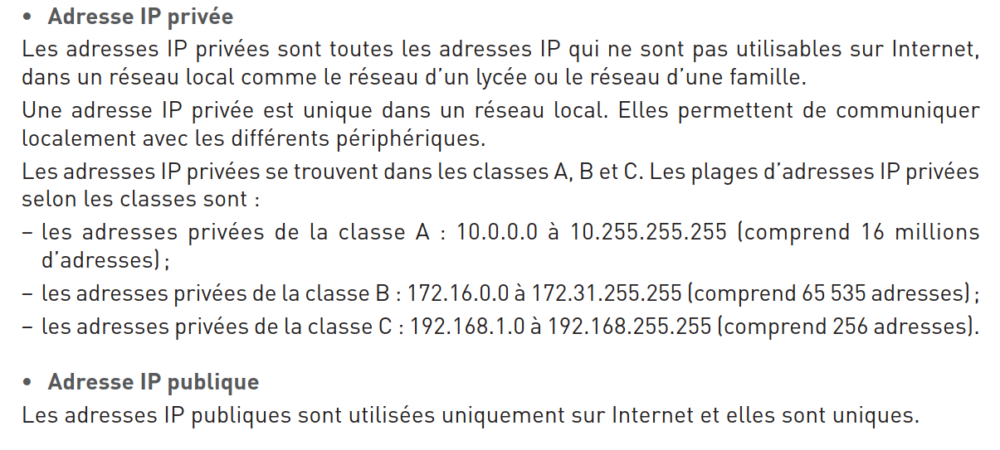 • Adresse IP privée
Les adresses IP privées sont toutes les adresses IP qui ne sont pas utilisables sur Internet,
dans un réseau local comme le réseau d’un lycée ou le réseau d’une famille.
Une adresse IP privée est unique dans un réseau local. Elles permettent de communiquer
localement avec les différents périphériques.
Les adresses IP privées se trouvent dans les classes A, B et C. Les plages d’adresses IP privées
selon les classes sont :
– les adresses privées de la classe A : 10.0.0.0 à 10.255.255.255 (comprend 16 millions
d’adresses) ;
– les adresses privées de la classe B : 172.16.0.0 à 172.31.255.255 (comprend 65 535 adresses) ;
– les adresses privées de la classe C : 192.168.1.0 à 192.168.255.255 (comprend 256 adresses).
• Adresse IP publique
Les adresses IP publiques sont utilisées uniquement sur Internet et elles sont uniques.